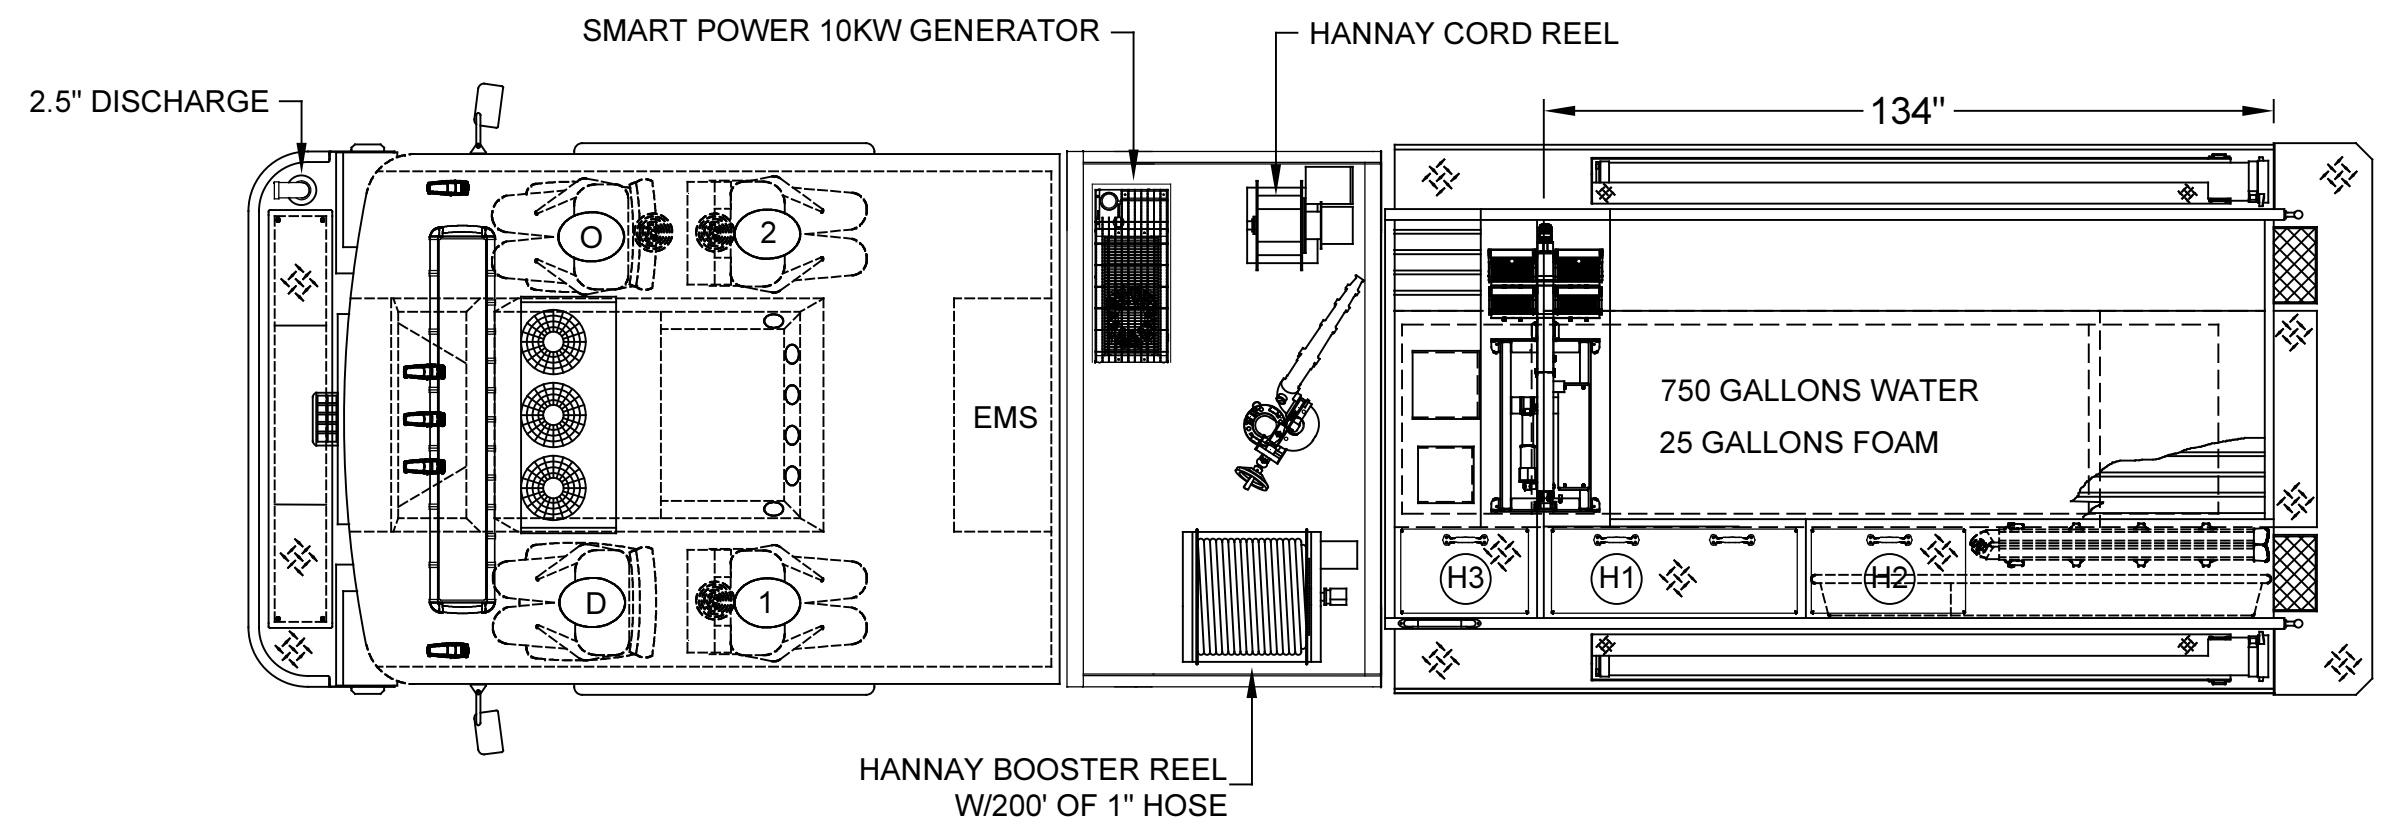 SMART POWER 10KW GENERATOR
HANNAY CORD REEL
2.5" DISCHARGE
134"
O
2
EMS
750 GALLONS WATER
25 GALLONS FOAM
D
1
H3
H1
H2
HANNAY BOOSTER REEL
W/200' OF 1" HOSE